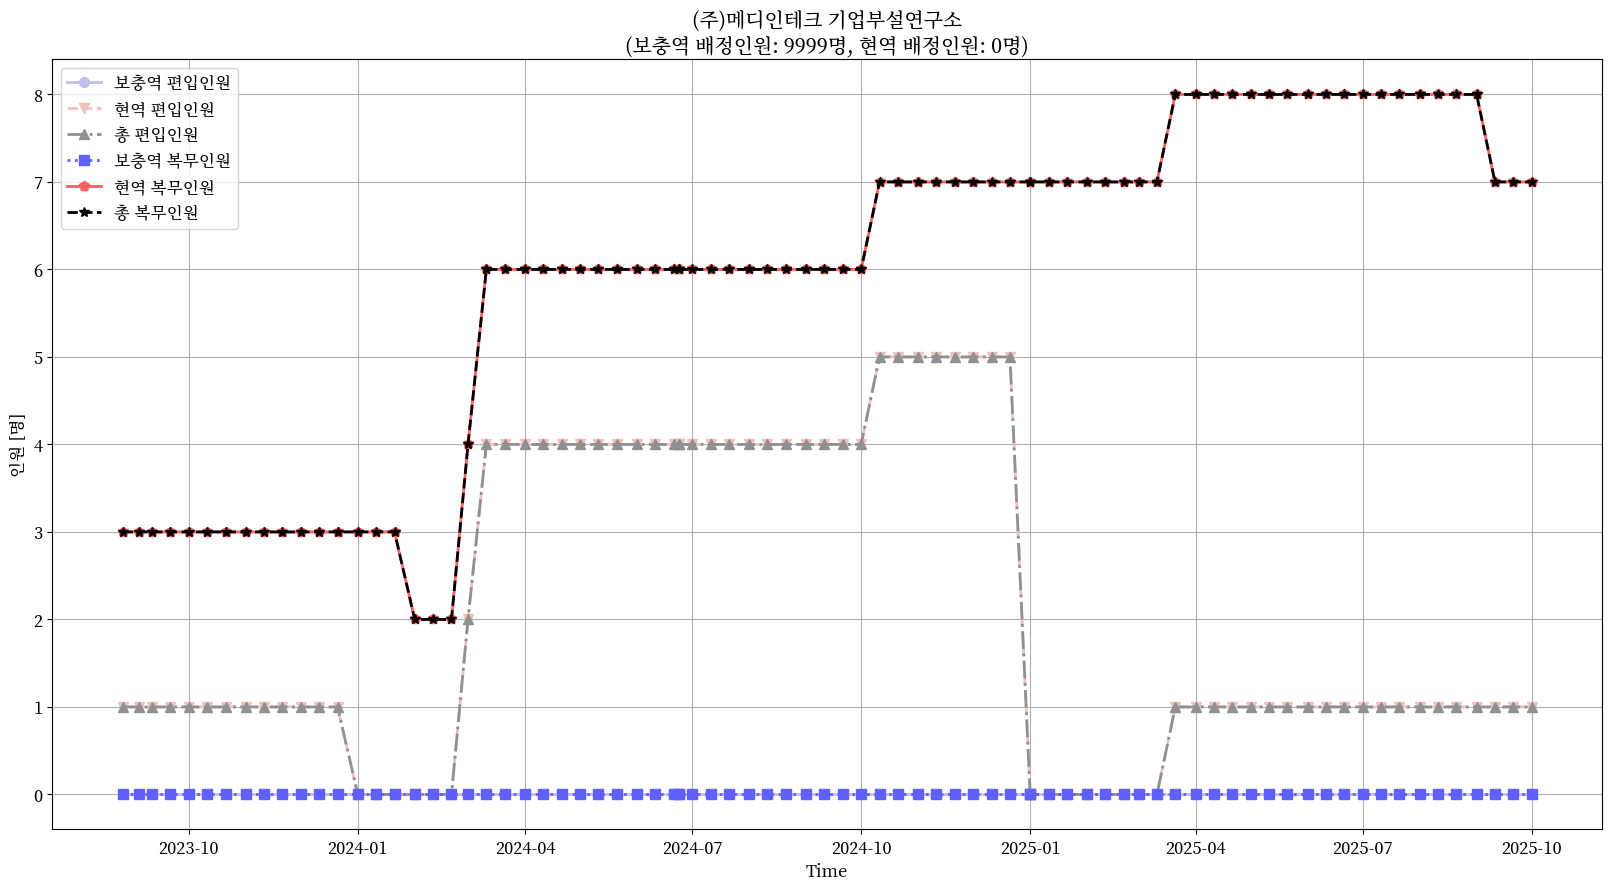 (주)메디인테크 기업부설연구소
(보충역 배정인원: 9999명, 현역 배정인원: 0명)
보충역 편입인원
현역 편입인원
총 편입인원
보충역 복무인원
현역 복무인원
총 복무인원
8
7
6
5
4
3
2
1
0
인원 [명]
2023-10
2024-01
2024-04
2024-07
2024-10
2025-01
2025-04
2025-07
2025-10
Time